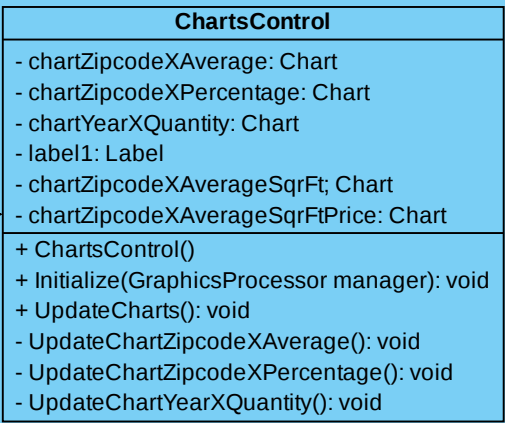 ChartsControl
- chartZipcodeXAverage: Chart
- chartZipcodeXPercentage: Chart
- chartYearXQuantity: Chart
- label1: Label
- chartZipcodeXAverageSqrFt; Chart
- chartZipcodeXAverageSqrFtPrice: Chart
+ ChartsControl()
+ Initialize(GraphicsProcessor manager): void
+ UpdateCharts(): void
- UpdateChartZipcodeXAverage(): void
- UpdateChartZipcodeXPercentage(): void
- UpdateChartYearXQuantity(): void